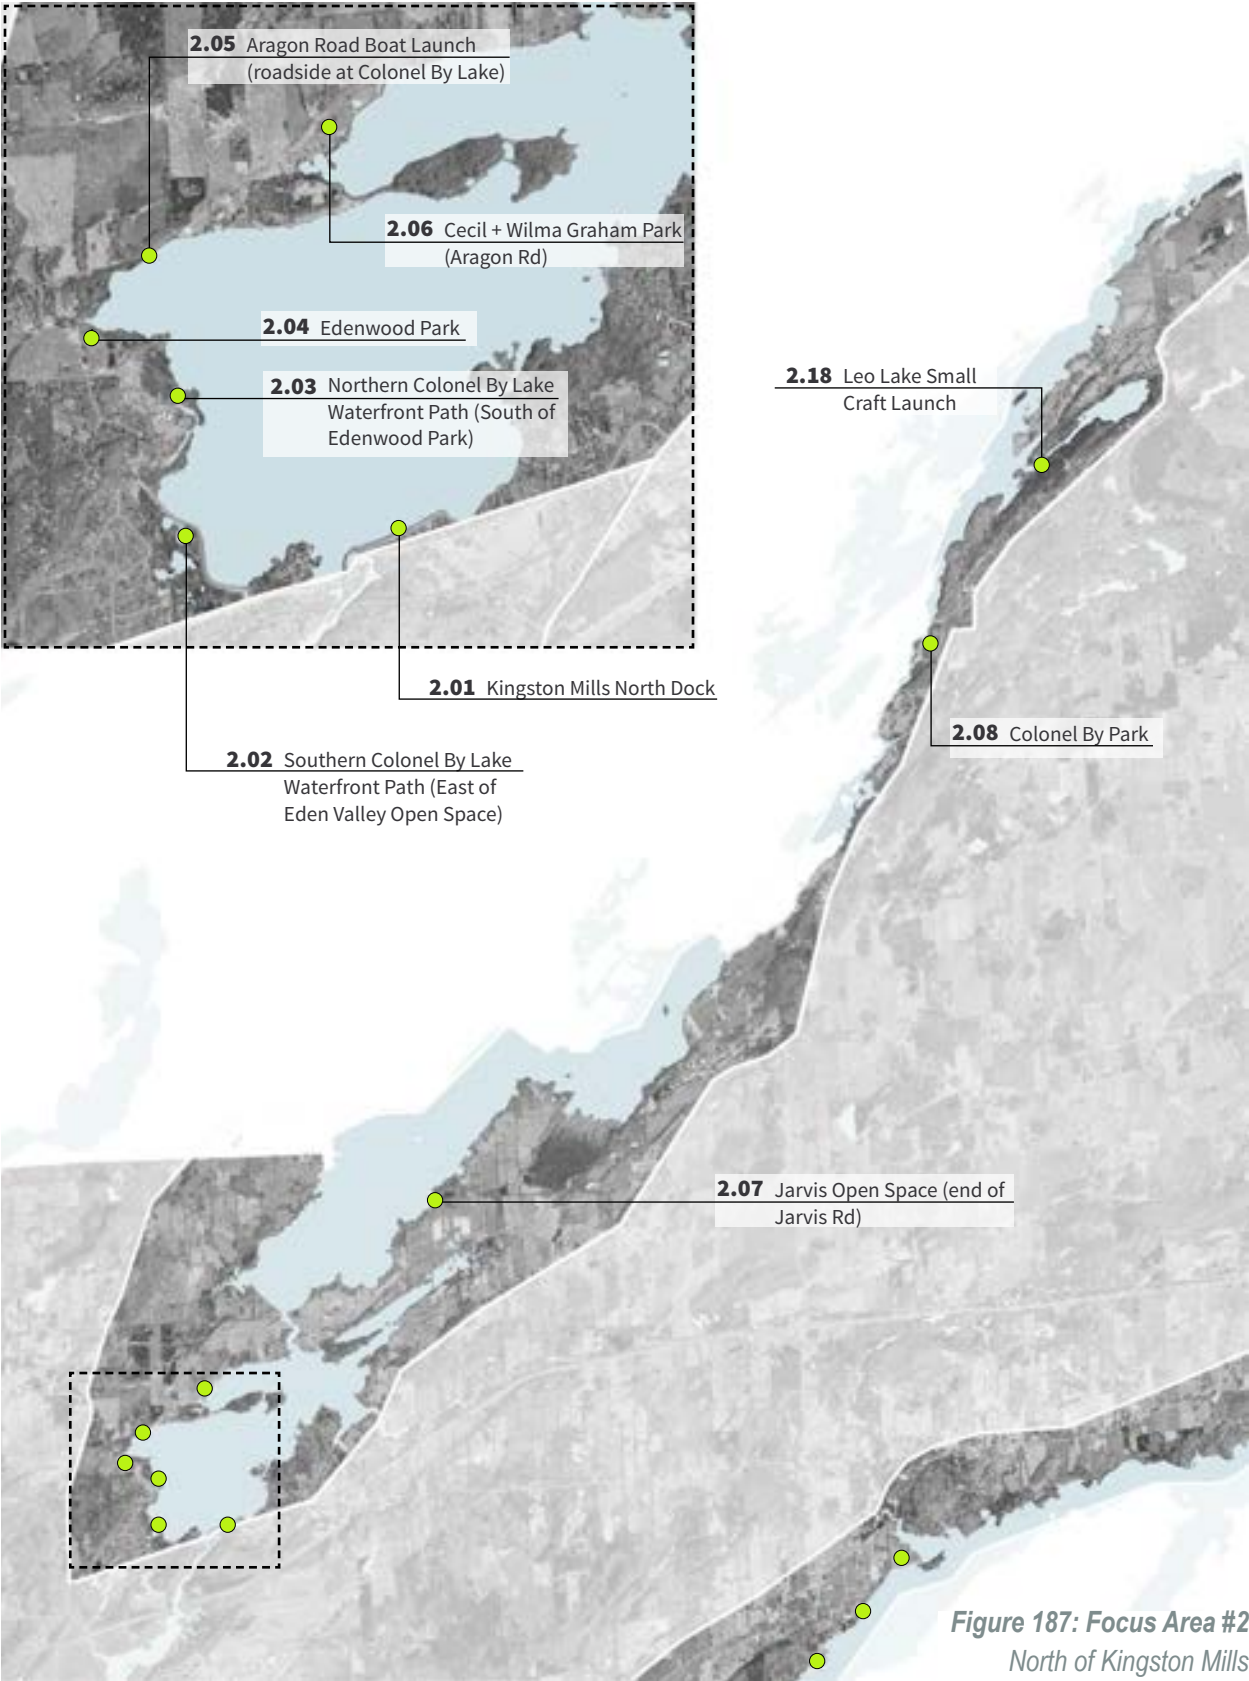 2.05 Aragon Road Boat Launch
(roadside at Colonel By Lake)
2.06 Cecil + Wilma Graham Park
(Aragon Rd)
2.04 Edenwood Park
2.03 Northern Colonel By Lake
Waterfront Path (South of
Edenwood Park)
2.18 Leo Lake Small
Craft Launch
2.01 Kingston Mills North Dock
2.08 Colonel By Park
2.02 Southern Colonel By Lake
Waterfront Path (East of
Eden Valley Open Space)
2.07 Jarvis Open Space (end of
Jarvis Rd)
Figure 187: Focus Area #2
North of Kingston Mills